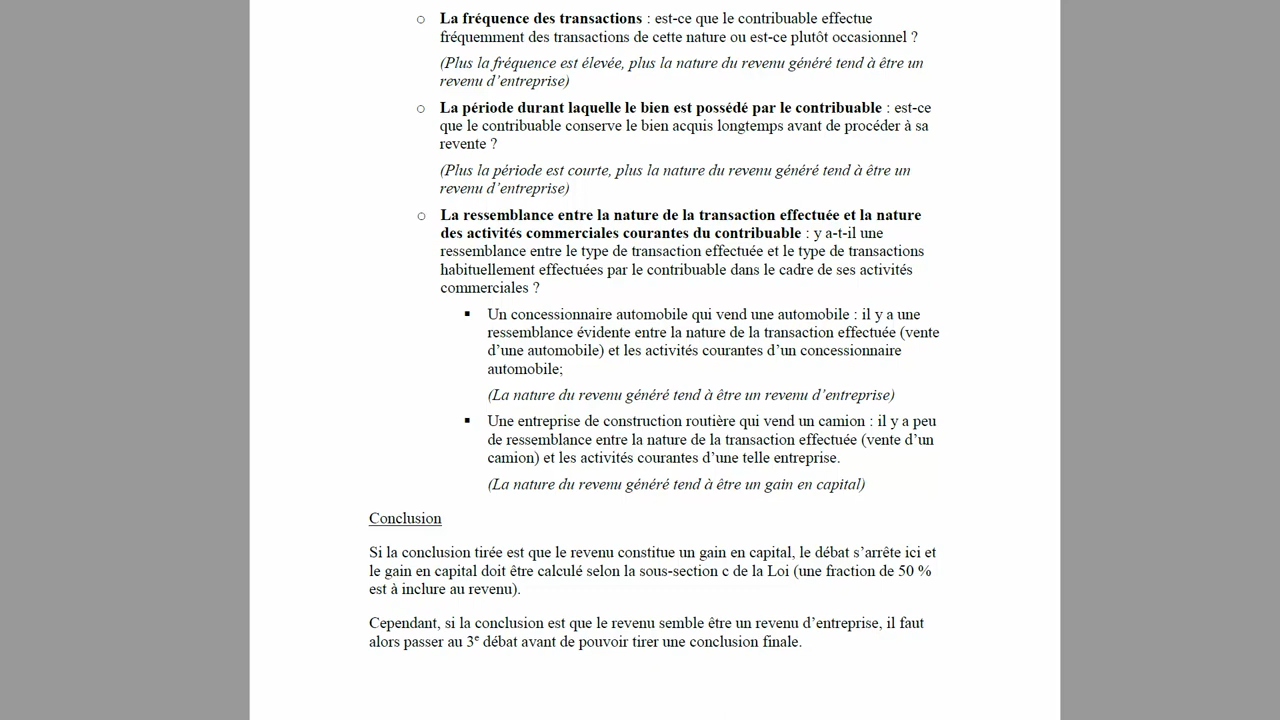 ○ La fréquence des transactions : est-ce que le contribuable effectue
fréquemment des transactions de cette nature ou est-ce plutôt occasionnel ?
(Plus la fréquence est élevée, plus la nature du revenu généré tend à être un
revenu d’entreprise)
○ La période durant laquelle le bien est possédé par le contribuable : est-ce
que le contribuable conserve le bien acquis longtemps avant de procéder à sa
revente ?
(Plus la période est courte, plus la nature du revenu généré tend à être un
revenu d’entreprise)
○ La ressemblance entre la nature de la transaction effectuée et la nature
des activités commerciales courantes du contribuable : y a-t-il une
ressemblance entre le type de transaction effectuée et le type de transactions
habituellement effectuées par le contribuable dans le cadre de ses activités
commerciales ?
▪ Un concessionnaire automobile qui vend une automobile : il y a une
ressemblance évidente entre la nature de la transaction effectuée (vente
d’une automobile) et les activités courantes d’un concessionnaire
automobile;
(La nature du revenu généré tend à être un revenu d’entreprise)
▪ Une entreprise de construction routière qui vend un camion : il y a peu
de ressemblance entre la nature de la transaction effectuée (vente d’un
camion) et les activités courantes d’une telle entreprise.
(La nature du revenu généré tend à être un gain en capital)
Conclusion
Si la conclusion tirée est que le revenu constitue un gain en capital, le débat s’arrête ici et
le gain en capital doit être calculé selon la sous-section c de la Loi (une fraction de 50 %
est à inclure au revenu).
Cependant, si la conclusion est que le revenu semble être un revenu d’entreprise, il faut
alors passer au 3e débat avant de pouvoir tirer une conclusion finale.